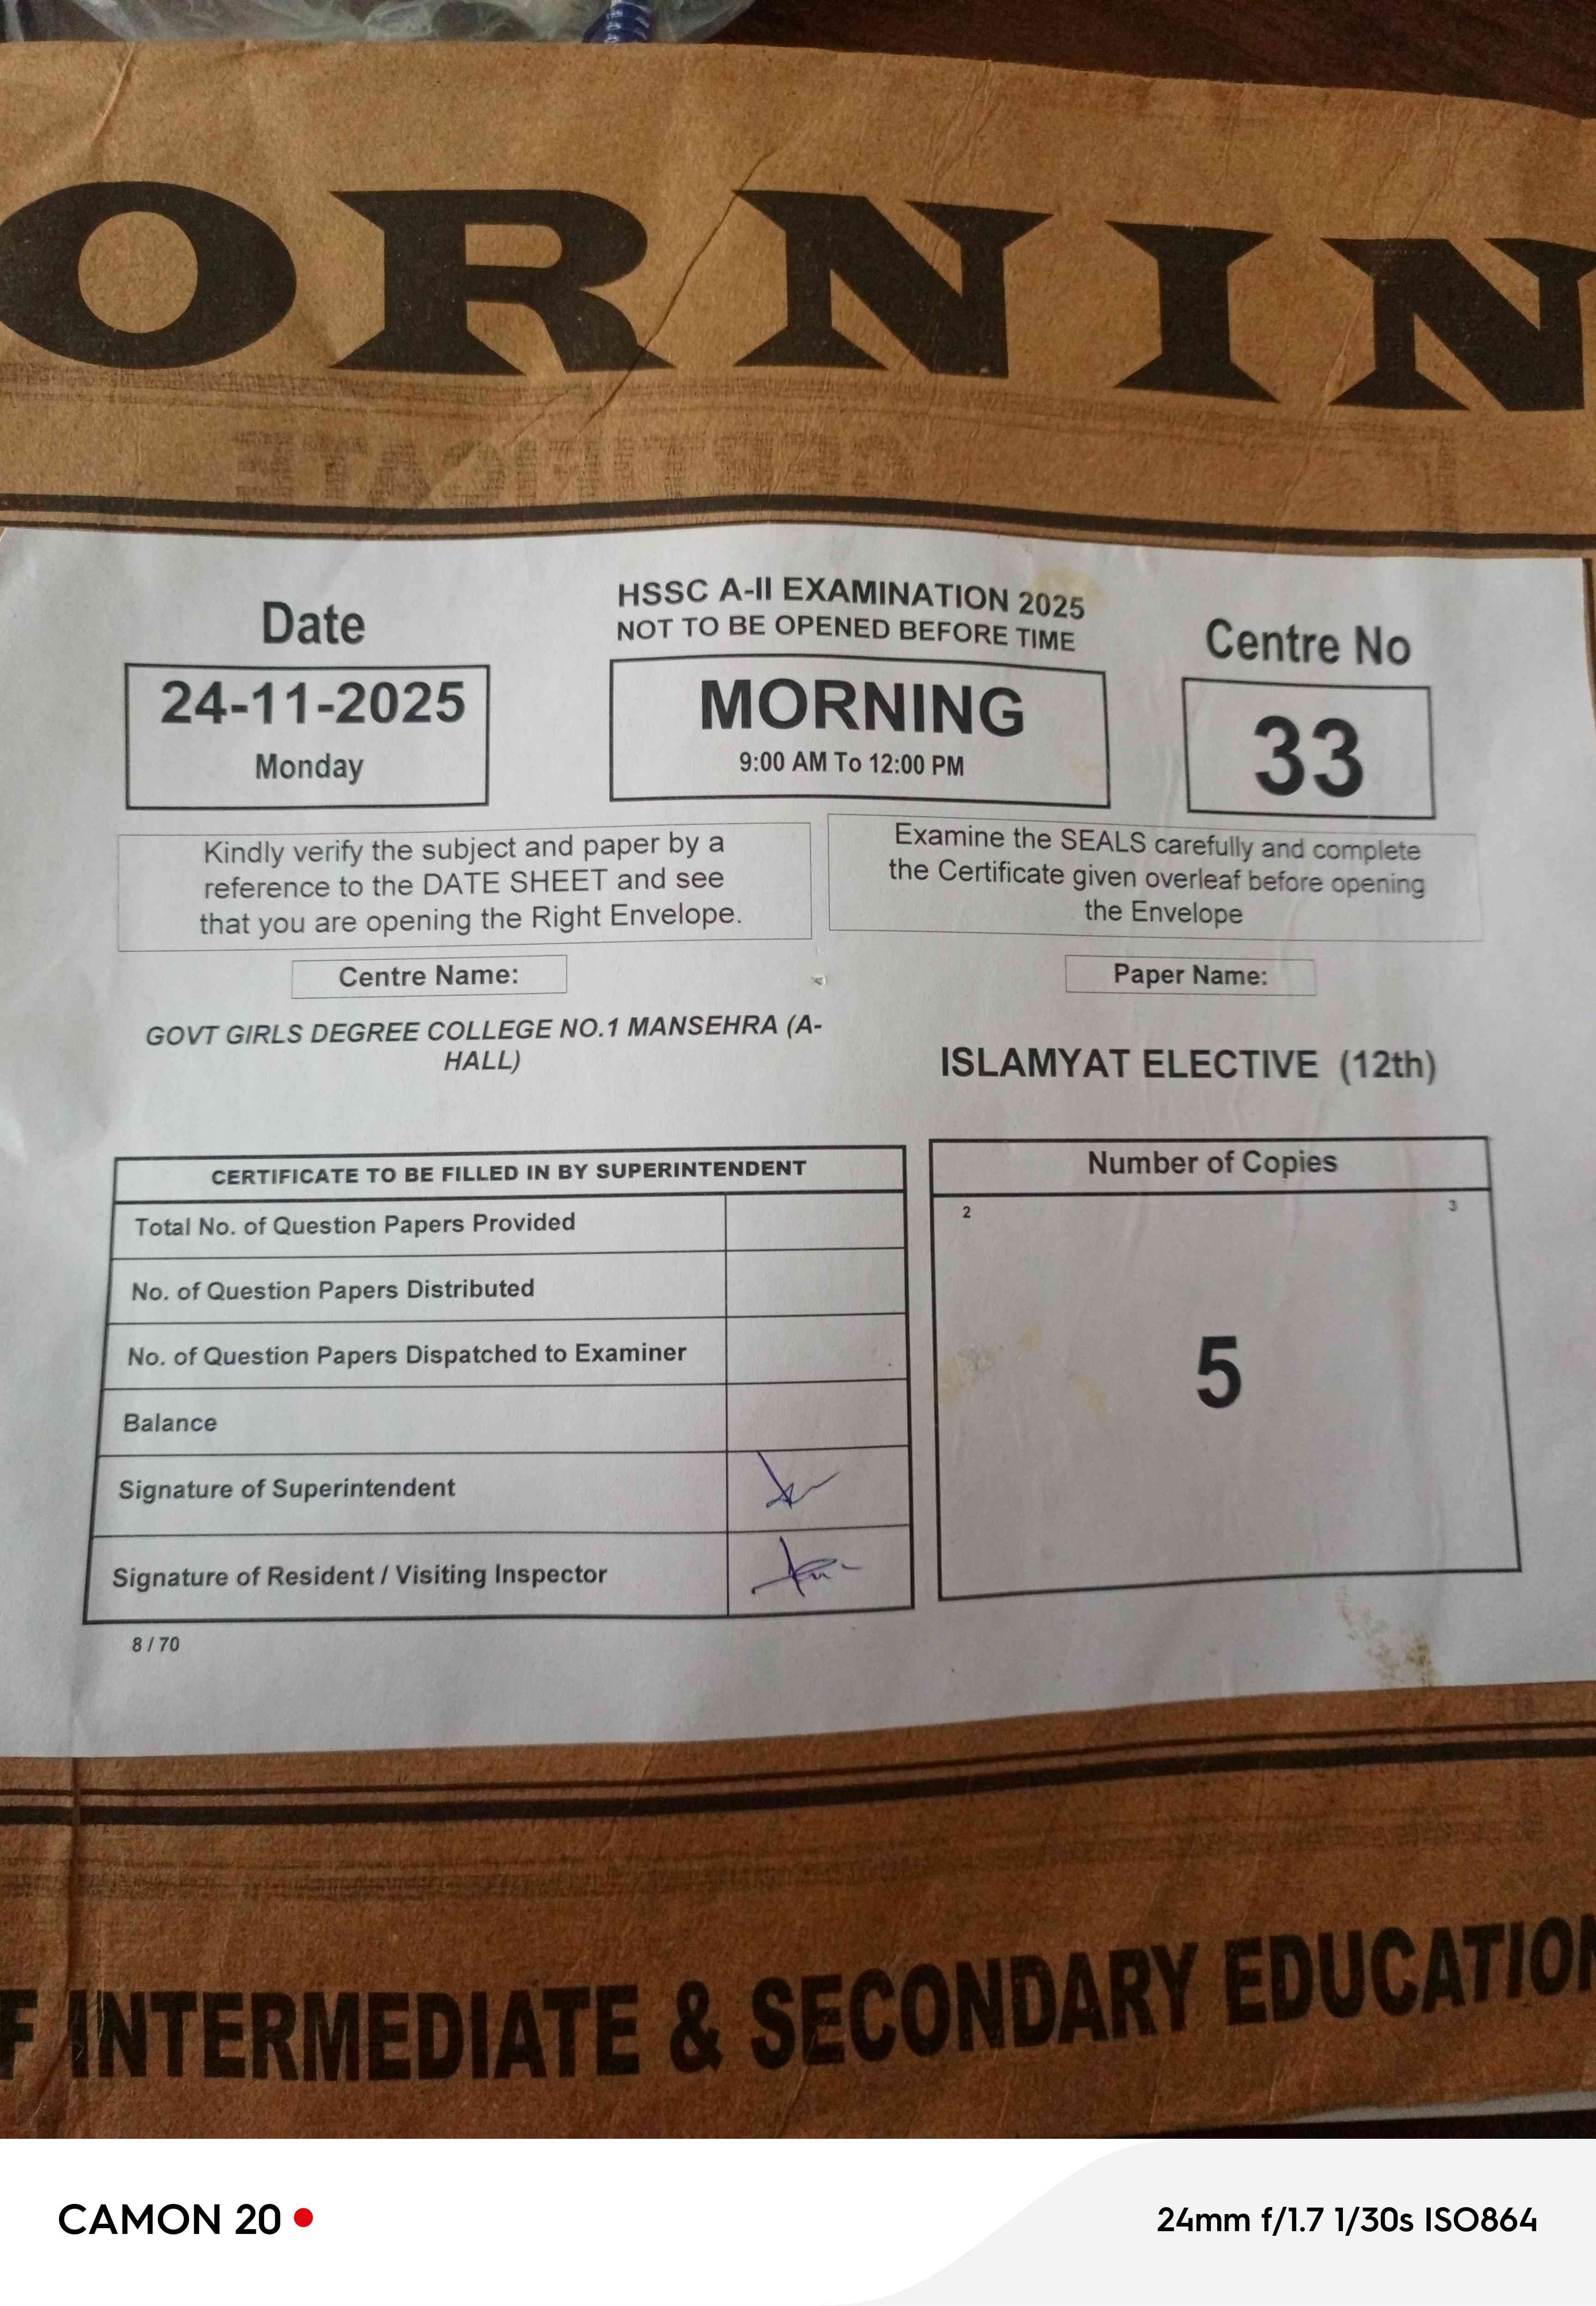 ORNIN
CERTIFICATE
Date
24-11-2025
Monday
HSSC A-II EXAMINATION 2025
NOT TO BE OPENED BEFORE TIME
MORNING
9:00 AM To 12:00 PM
Centre No
33
Kindly verify the subject and paper by a
reference to the DATE SHEET and see
that you are opening the Right Envelope.
Examine the SEALS carefully and complete
the Certificate given overleaf before opening
the Envelope
Centre Name:
GOVT GIRLS DEGREE COLLEGE NO.1 MANSEHRA (A-
HALL)
Paper Name:
ISLAMYAT ELECTIVE (12th)
CERTIFICATE TO BE FILLED IN BY SUPERINTENDENT
Total No. of Question Papers Provided
No. of Question Papers Distributed
No. of Question Papers Dispatched to Examiner
Balance
Signature of Superintendent
Signature of Resident / Visiting Inspector
Number of Copies
2 3
5
8 / 70
F INTERMEDIATE & SECONDARY EDUCATION
CAMON 20
24mm f/1.7 1/30s ISO864